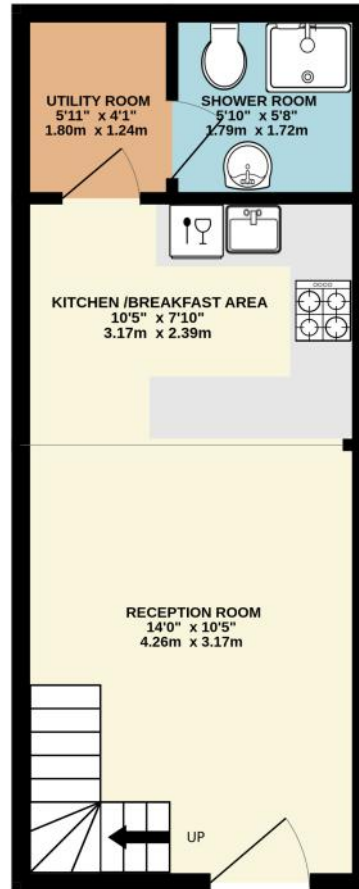 UTILITY ROOM
5'11" x 4'1"
1.80m x 1.24m
SHOWER ROOM
5'10" x 5'8"
1.79m x 1.72m
KITCHEN /BREAKFAST AREA
10'5" x 7'10"
3.17m x 2.39m
RECEPTION ROOM
14'0" x 10'5"
4.26m x 3.17m
UP